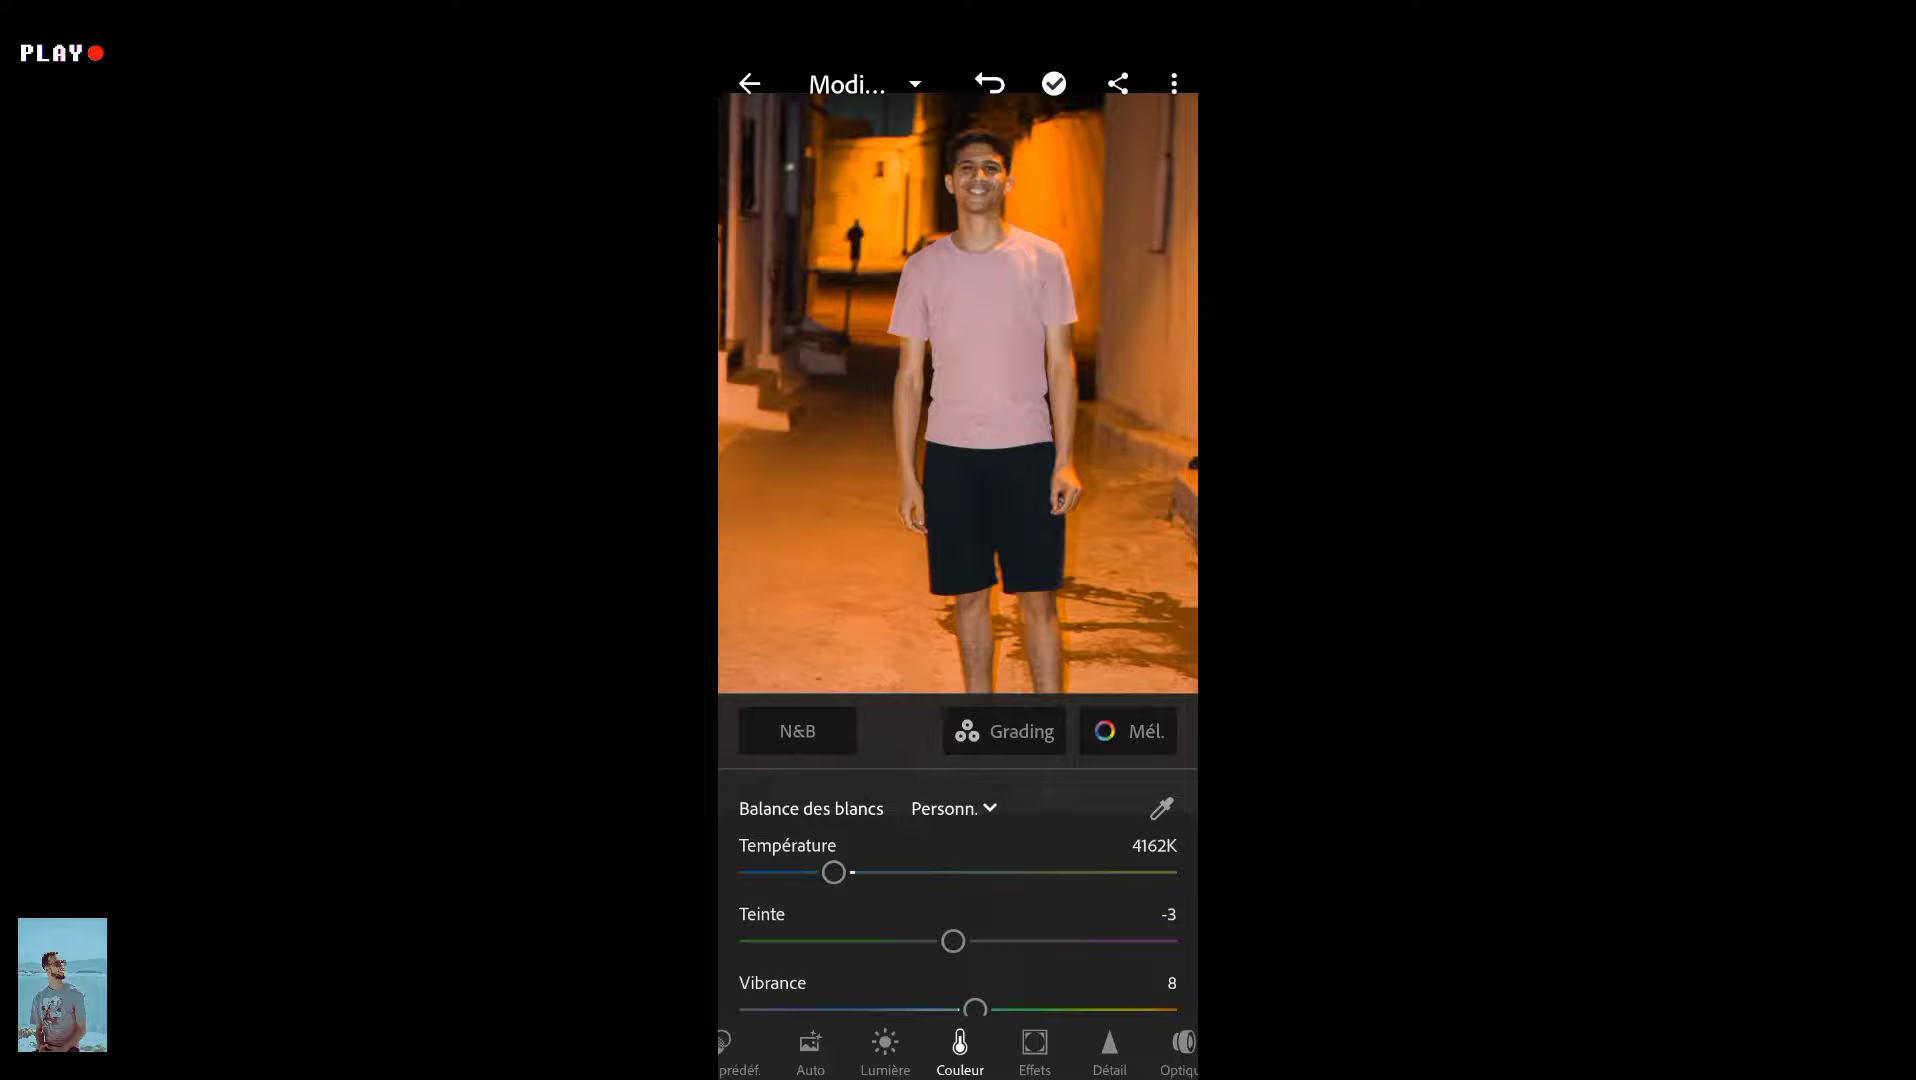 PLAY
Modi...
N&B
Grading
Mél.
Balance des blancs Personn.
Température 4162K
Teinte -3
Vibrance 8
prédéf.
Auto
Lumière
Couleur
Effets
Détail
Optiqu